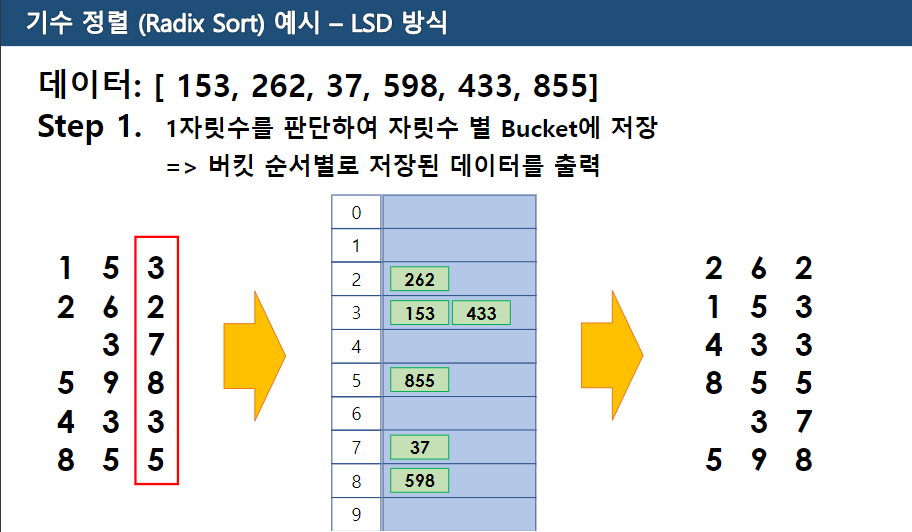 기수 정렬 (Radix Sort) 예시 – LSD 방식
데이터: [ 153, 262, 37, 598, 433, 855]
Step 1. 1자릿수를 판단하여 자릿수 별 Bucket에 저장
=> 버킷 순서별로 저장된 데이터를 출력
1 5 3
2 6 2
3 7
5 9 8
4 3 3
8 5 5
0
1
2 262
3 153 433
4
5 855
6
7 37
8 598
9
2 6 2
1 5 3
4 3 3
8 5 5
3 7
5 9 8